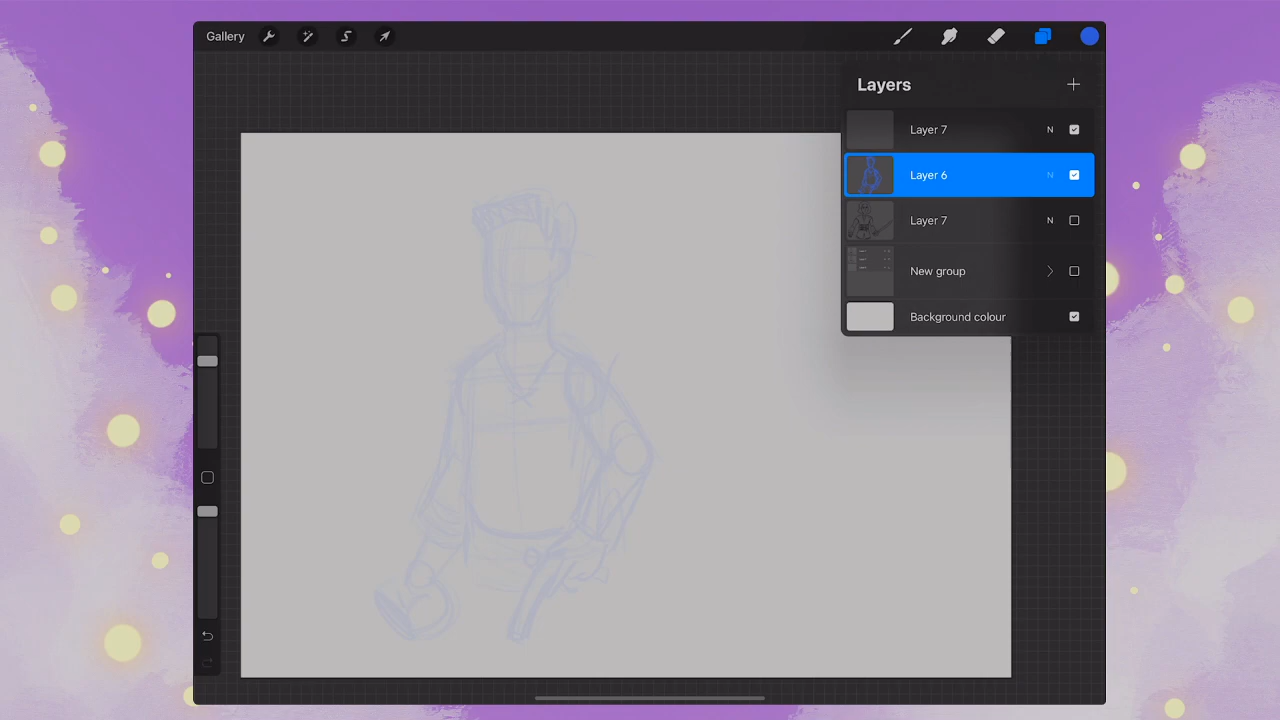 Gallery
Layers
Layer 7 N
Layer 6 N
Layer 7 N
New group
Background colour